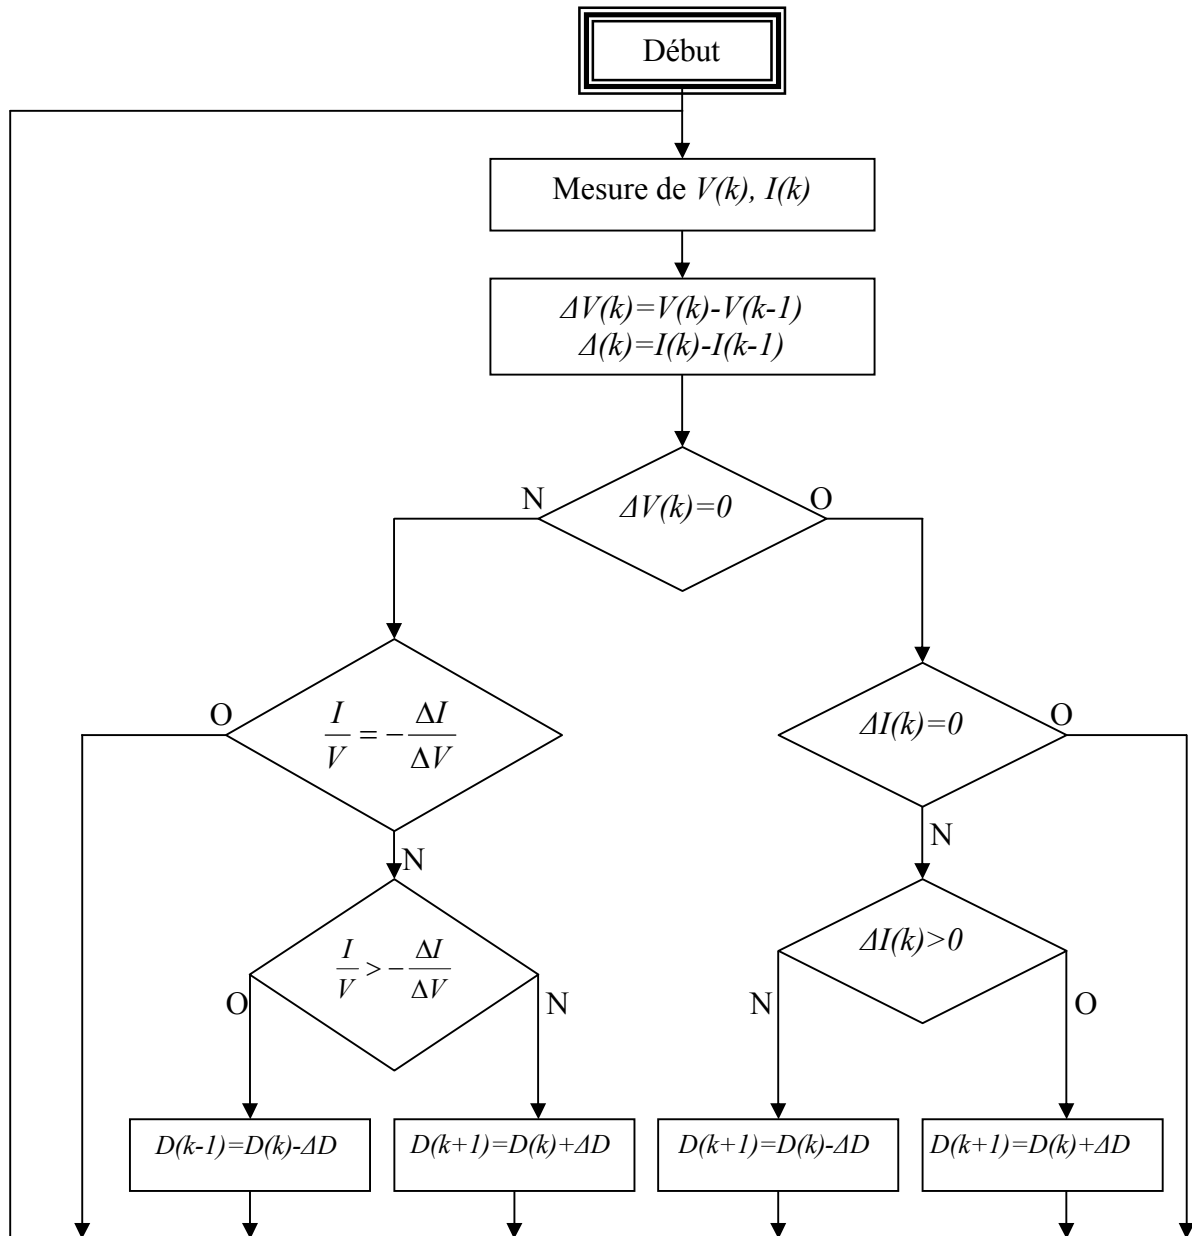 Début
Mesure de V(k), I(k)
ΔV(k)=V(k)-V(k-1)
Δ(k)=I(k)-I(k-1)
N
ΔV(k)=0
O
O
I/V = -ΔI/ΔV
ΔI(k)=0
O
N
N
I/V > -ΔI/ΔV
ΔI(k)>0
O
N
N
O
D(k-1)=D(k)-ΔD
D(k+1)=D(k)+ΔD
D(k+1)=D(k)-ΔD
D(k+1)=D(k)+ΔD